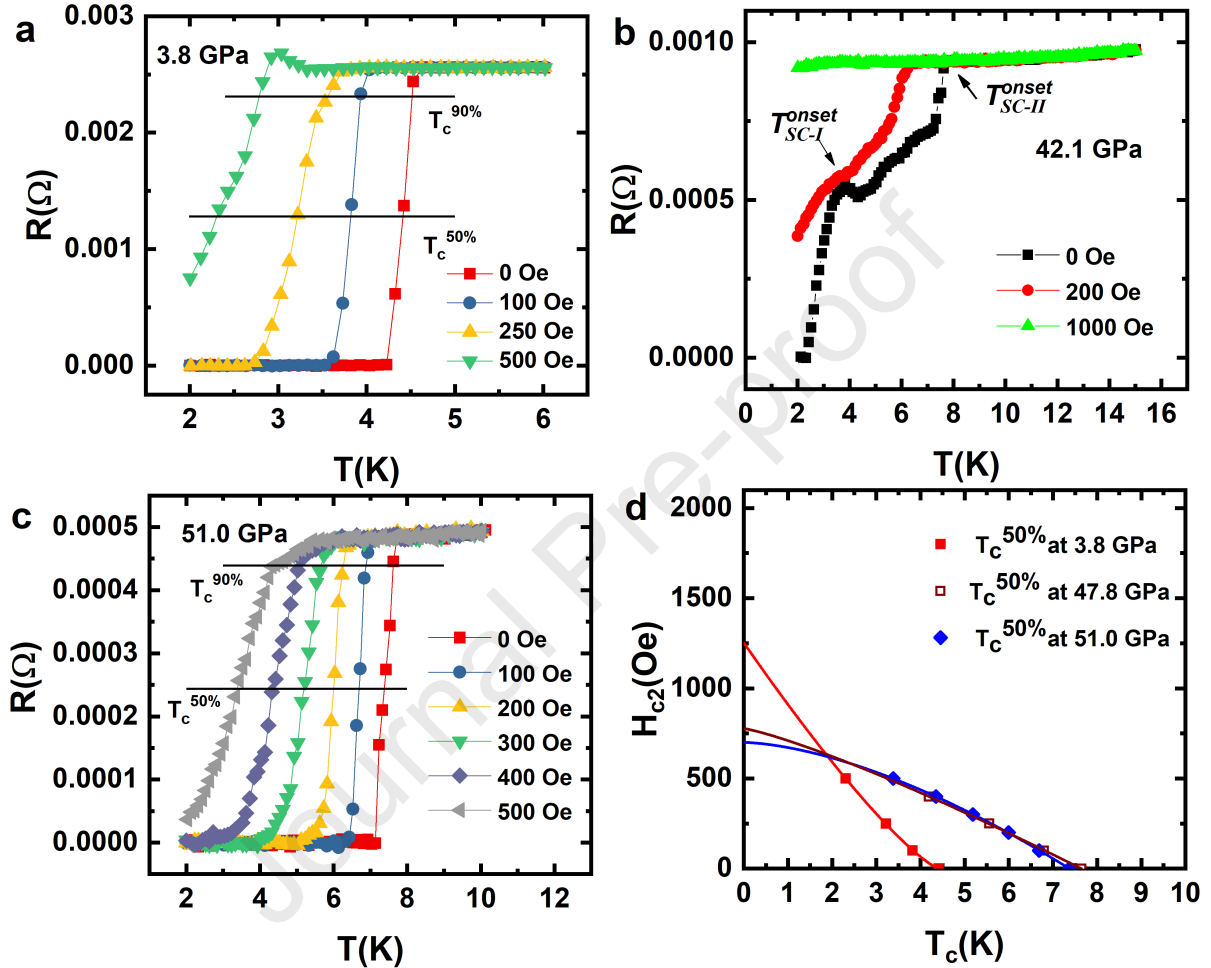 a
3.8 GPa
T_c^90%
T_c^50%
0 Oe
100 Oe
250 Oe
500 Oe
R(Ω)
0.003
0.002
0.001
0.000
2 3 4 5 6
T(K)
b
T_SC-I^onset
T_SC-II^onset
42.1 GPa
0 Oe
200 Oe
1000 Oe
R(Ω)
0.0010
0.0005
0.0000
2 4 6 8 10 12 14 16
T(K)
c
51.0 GPa
T_c^90%
T_c^50%
0 Oe
100 Oe
200 Oe
300 Oe
400 Oe
500 Oe
R(Ω)
0.0005
0.0004
0.0003
0.0002
0.0001
0.0000
2 4 6 8 10 12
T(K)
d
T_c^50% at 3.8 GPa
T_c^50% at 47.8 GPa
T_c^50% at 51.0 GPa
H_c2(Oe)
2000
1500
1000
500
0
0 1 2 3 4 5 6 7 8 9 10
T_c(K)
Journal Pre-proof